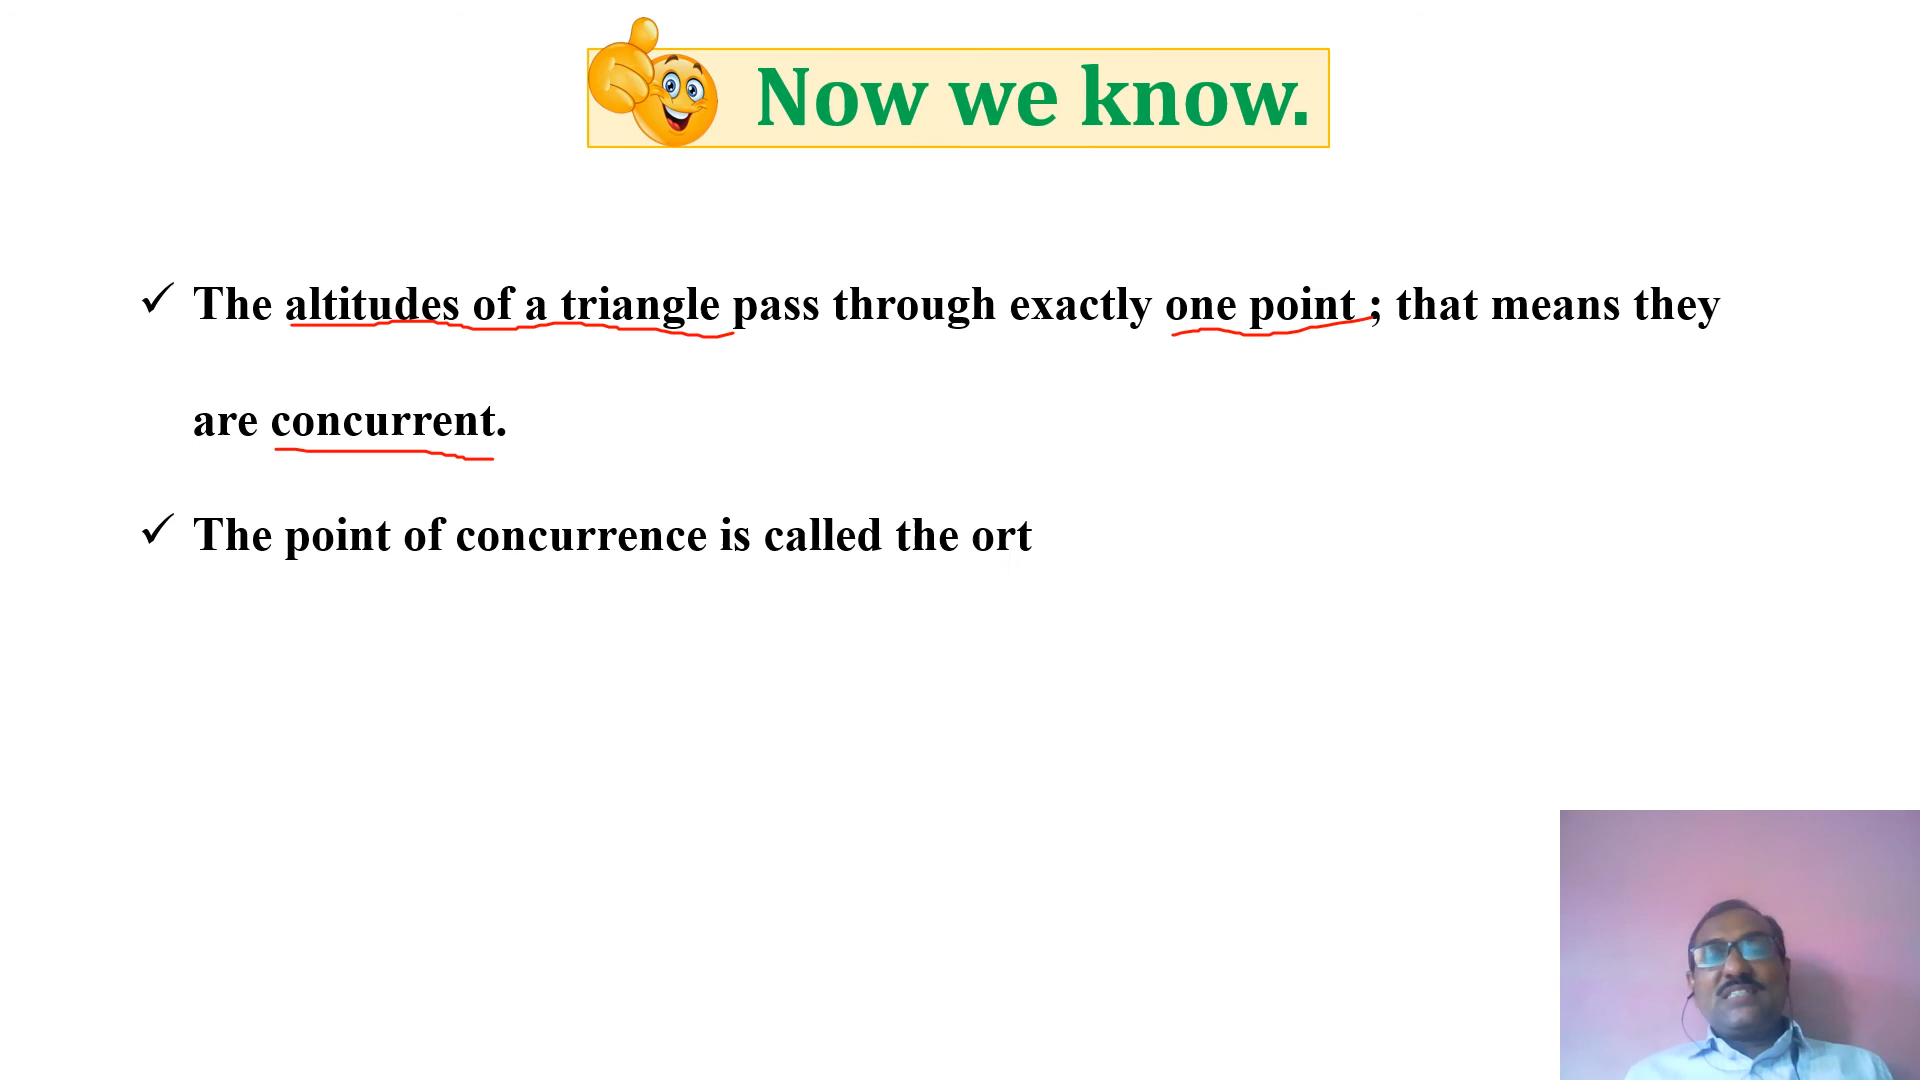 Now we know.
✓ The altitudes of a triangle pass through exactly one point ; that means they
are concurrent.
✓ The point of concurrence is called the ort